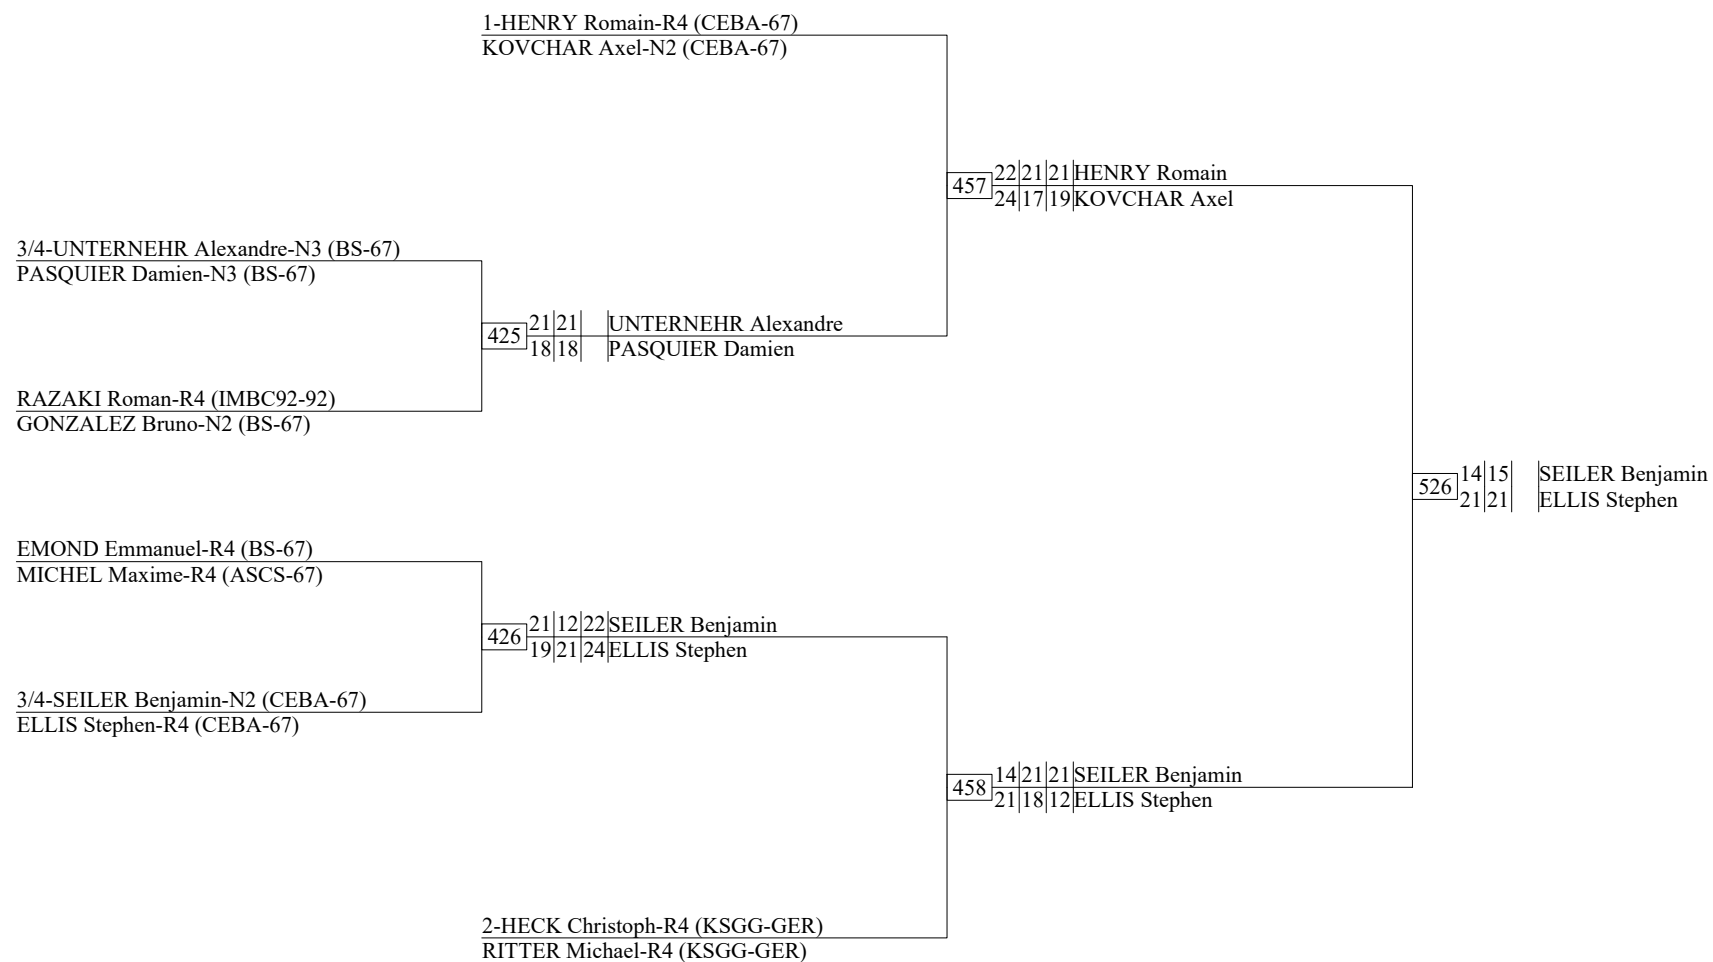 1-HENRY Romain-R4 (CEBA-67)
KOVCHAR Axel-N2 (CEBA-67)
457 22 21 21 HENRY Romain
24 17 19 KOVCHAR Axel
3/4-UNTERNEHR Alexandre-N3 (BS-67)
PASQUIER Damien-N3 (BS-67)
425 21 21 UNTERNEHR Alexandre
18 18 PASQUIER Damien
RAZAKI Roman-R4 (IMBC92-92)
GONZALEZ Bruno-N2 (BS-67)
526 14 15 SEILER Benjamin
21 21 ELLIS Stephen
EMOND Emmanuel-R4 (BS-67)
MICHEL Maxime-R4 (ASCS-67)
426 21 12 22 SEILER Benjamin
19 21 24 ELLIS Stephen
3/4-SEILER Benjamin-N2 (CEBA-67)
ELLIS Stephen-R4 (CEBA-67)
458 14 21 21 SEILER Benjamin
21 18 12 ELLIS Stephen
2-HECK Christoph-R4 (KSGG-GER)
RITTER Michael-R4 (KSGG-GER)